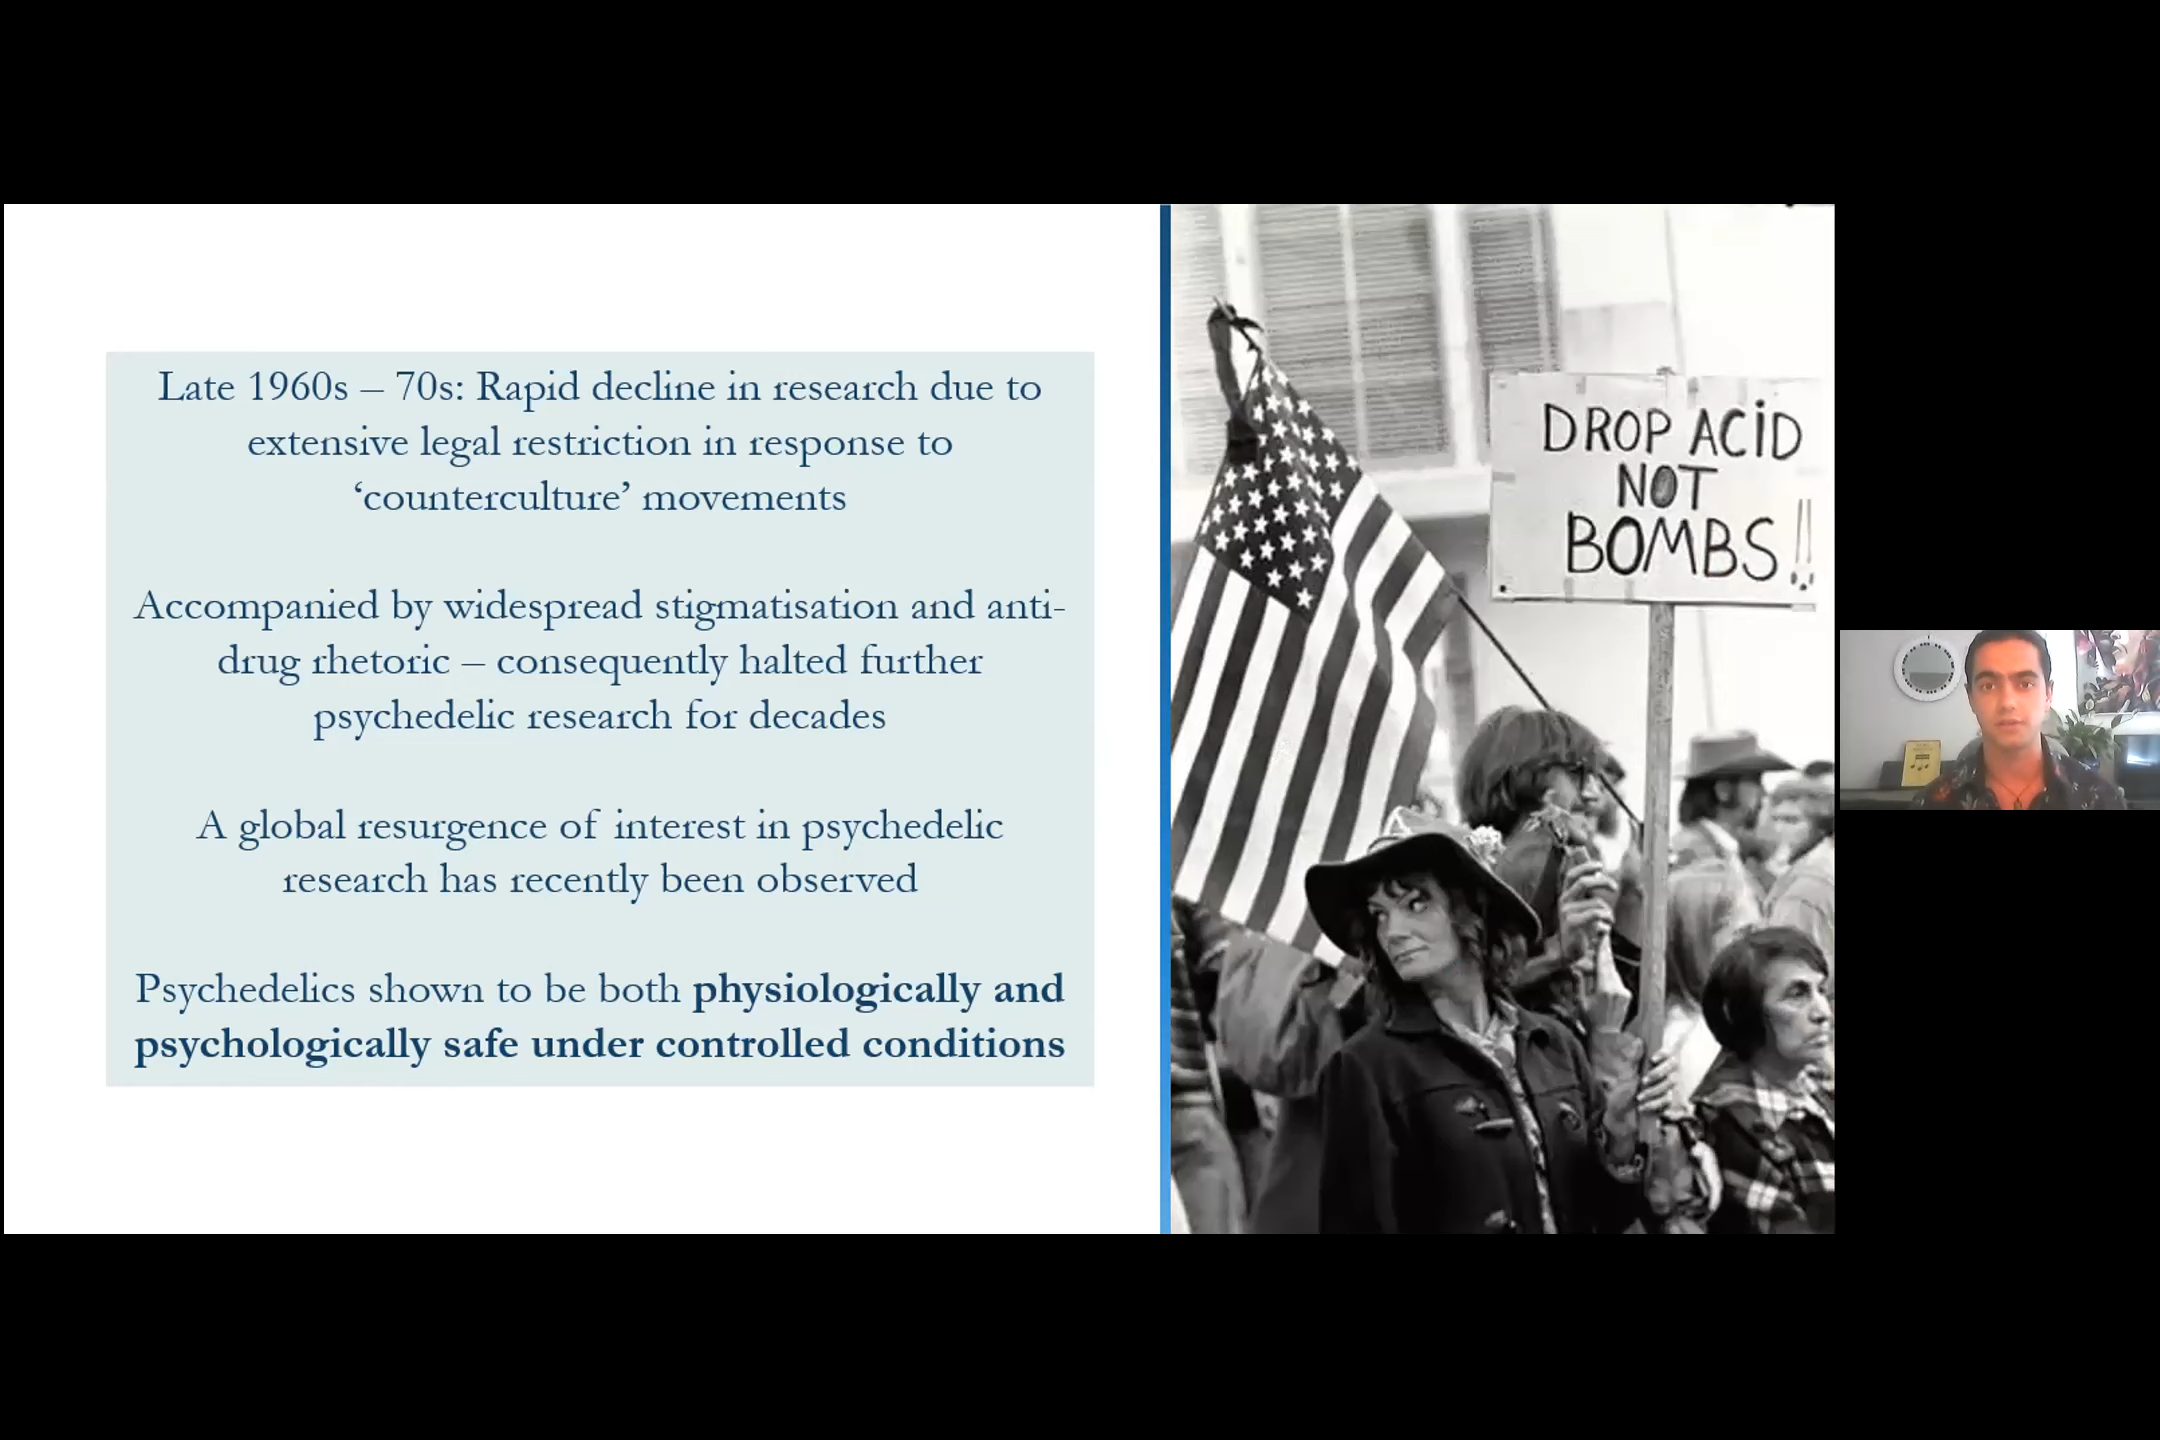 Late 1960s – 70s: Rapid decline in research due to
extensive legal restriction in response to
‘counterculture’ movements
Accompanied by widespread stigmatisation and anti-
drug rhetoric – consequently halted further
psychedelic research for decades
A global resurgence of interest in psychedelic
research has recently been observed
Psychedelics shown to be both physiologically and
psychologically safe under controlled conditions
DROP ACID
NOT
BOMBS!!